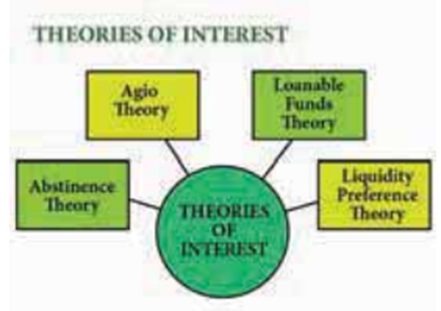 THEORIES OF INTEREST
Agio
Theory
Loanable
Funds
Theory
Abstinence
Theory
Liquidity
Preference
Theory
THEORIES
OF
INTEREST